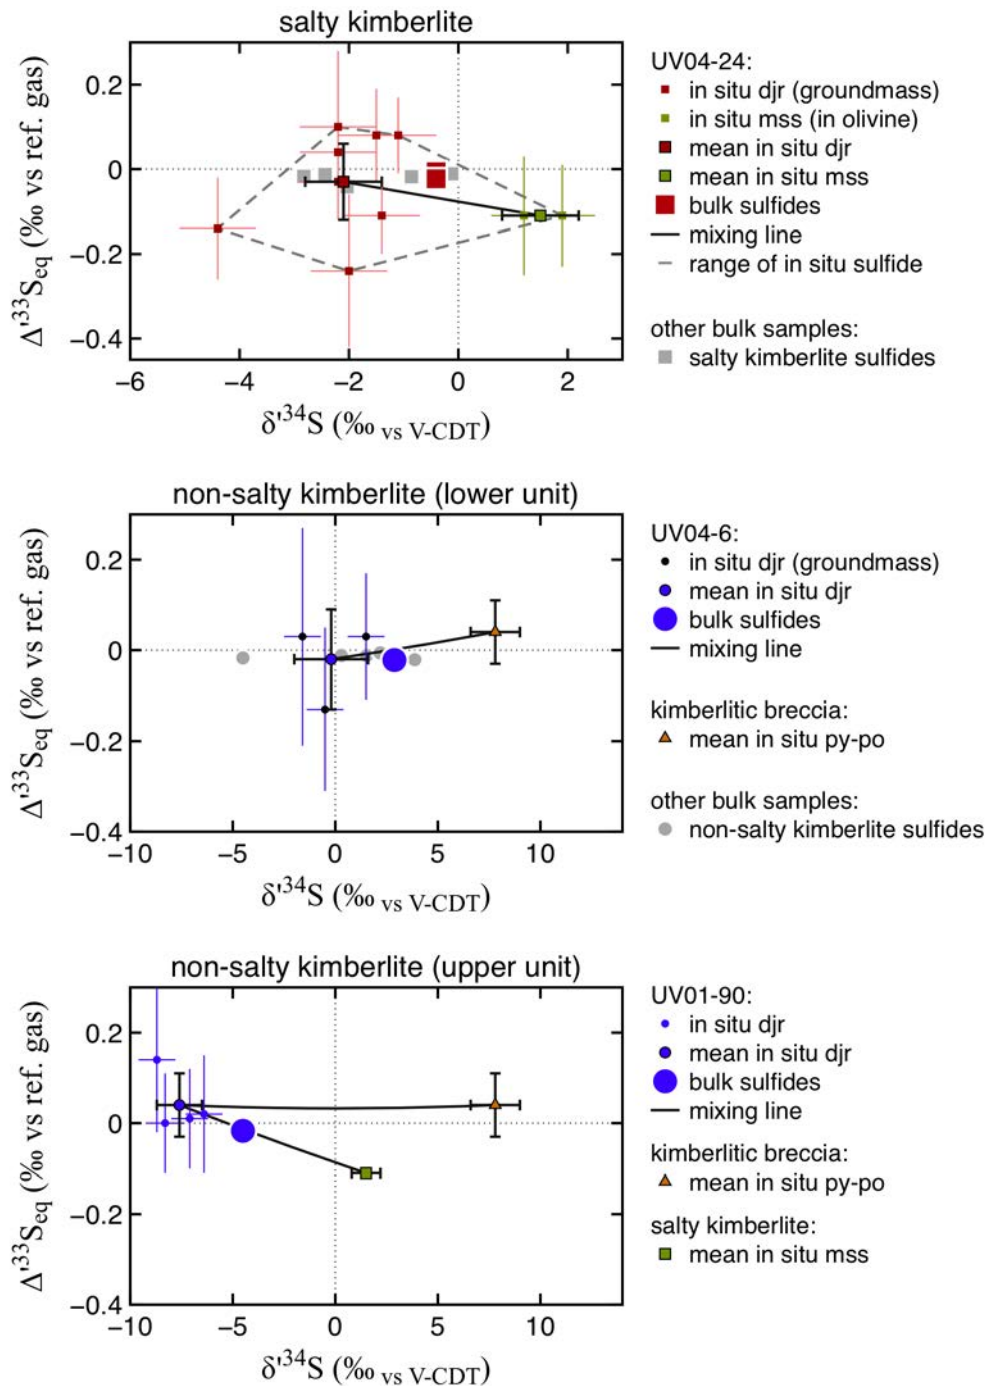 salty kimberlite
0.2
0
−0.2
−0.4
Δ'³³S_eq (‰ vs ref. gas)
−6 −4 −2 0 2
δ'³⁴S (‰ vs V-CDT)
UV04-24:
in situ djr (groundmass)
in situ mss (in olivine)
mean in situ djr
mean in situ mss
bulk sulfides
mixing line
range of in situ sulfide
other bulk samples:
salty kimberlite sulfides
non-salty kimberlite (lower unit)
0.2
0
−0.2
−0.4
Δ'³³S_eq (‰ vs ref. gas)
−10 −5 0 5 10
δ'³⁴S (‰ vs V-CDT)
UV04-6:
in situ djr (groundmass)
mean in situ djr
bulk sulfides
mixing line
kimberlitic breccia:
mean in situ py-po
other bulk samples:
non-salty kimberlite sulfides
non-salty kimberlite (upper unit)
0.2
0
−0.2
−0.4
Δ'³³S_eq (‰ vs ref. gas)
−10 −5 0 5 10
δ'³⁴S (‰ vs V-CDT)
UV01-90:
in situ djr
mean in situ djr
bulk sulfides
mixing line
kimberlitic breccia:
mean in situ py-po
salty kimberlite:
mean in situ mss